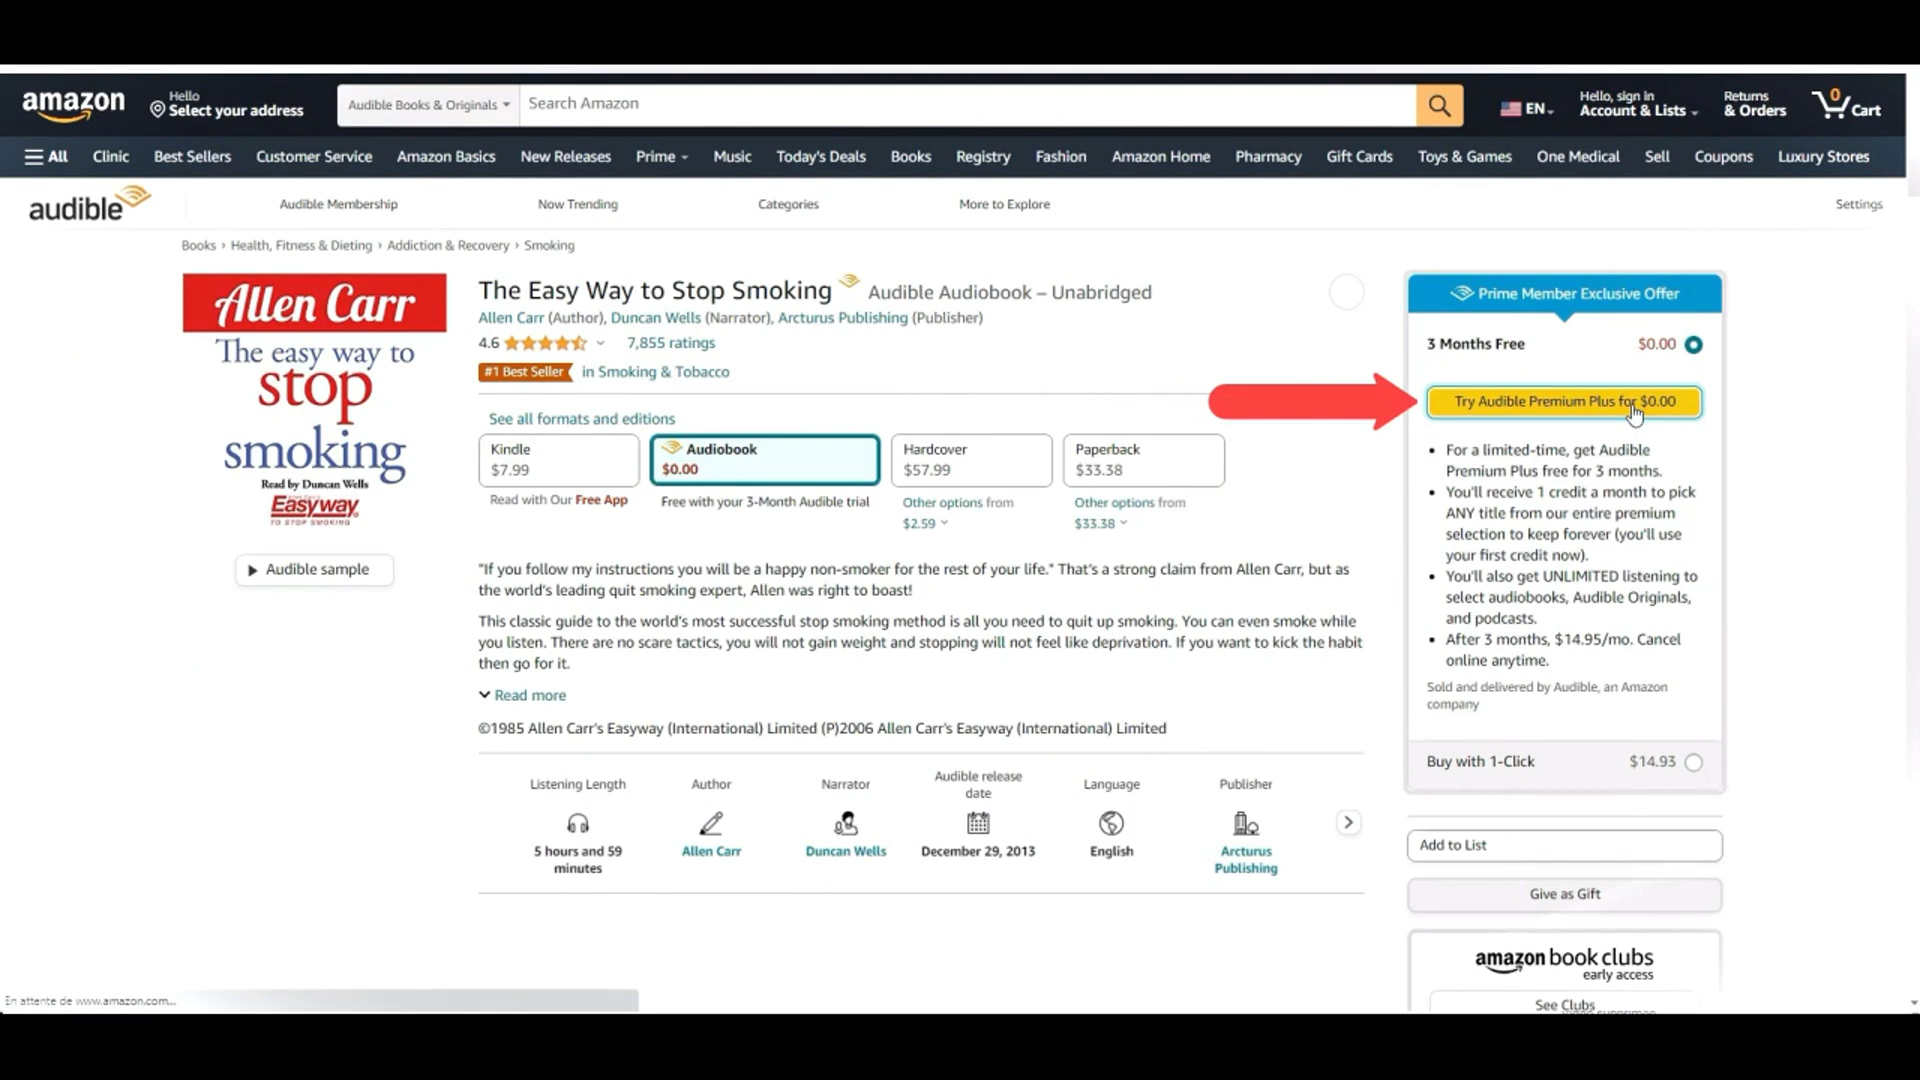 amazon
Hello
Select your address
Audible Books & Originals
Search Amazon
EN
Hello, sign in
Account & Lists
Returns
& Orders
0
Cart
All
Clinic
Best Sellers
Customer Service
Amazon Basics
New Releases
Prime
Music
Today's Deals
Books
Registry
Fashion
Amazon Home
Pharmacy
Gift Cards
Toys & Games
One Medical
Sell
Coupons
Luxury Stores
audible
Audible Membership
Now Trending
Categories
More to Explore
Settings
Books › Health, Fitness & Dieting › Addiction & Recovery › Smoking
Allen Carr
The easy way to
stop
smoking
Read by Duncan Wells
Easyway
TO STOP SMOKING
Audible sample
The Easy Way to Stop Smoking Audible Audiobook – Unabridged
Allen Carr (Author), Duncan Wells (Narrator), Arcturus Publishing (Publisher)
4.6 7,855 ratings
#1 Best Seller in Smoking & Tobacco
See all formats and editions
Kindle
$7.99
Read with Our Free App
Audiobook
$0.00
Free with your 3-Month Audible trial
Hardcover
$57.99
Other options from
$2.59
Paperback
$33.38
Other options from
$33.38
"If you follow my instructions you will be a happy non-smoker for the rest of your life." That's a strong claim from Allen Carr, but as
the world's leading quit smoking expert, Allen was right to boast!
This classic guide to the world's most successful stop smoking method is all you need to quit up smoking. You can even smoke while
you listen. There are no scare tactics, you will not gain weight and stopping will not feel like deprivation. If you want to kick the habit
then go for it.
Read more
©1985 Allen Carr's Easyway (International) Limited (P)2006 Allen Carr's Easyway (International) Limited
Listening Length
5 hours and 59
minutes
Author
Allen Carr
Narrator
Duncan Wells
Audible release
date
December 29, 2013
Language
English
Publisher
Arcturus
Publishing
Prime Member Exclusive Offer
3 Months Free $0.00
Try Audible Premium Plus for $0.00
• For a limited-time, get Audible
Premium Plus free for 3 months.
• You'll receive 1 credit a month to pick
ANY title from our entire premium
selection to keep forever (you'll use
your first credit now).
• You'll also get UNLIMITED listening to
select audiobooks, Audible Originals,
and podcasts.
• After 3 months, $14.95/mo. Cancel
online anytime.
Sold and delivered by Audible, an Amazon
company
Buy with 1-Click $14.93
Add to List
Give as Gift
amazon book clubs
early access
See Clubs
En attente de www.amazon.com...